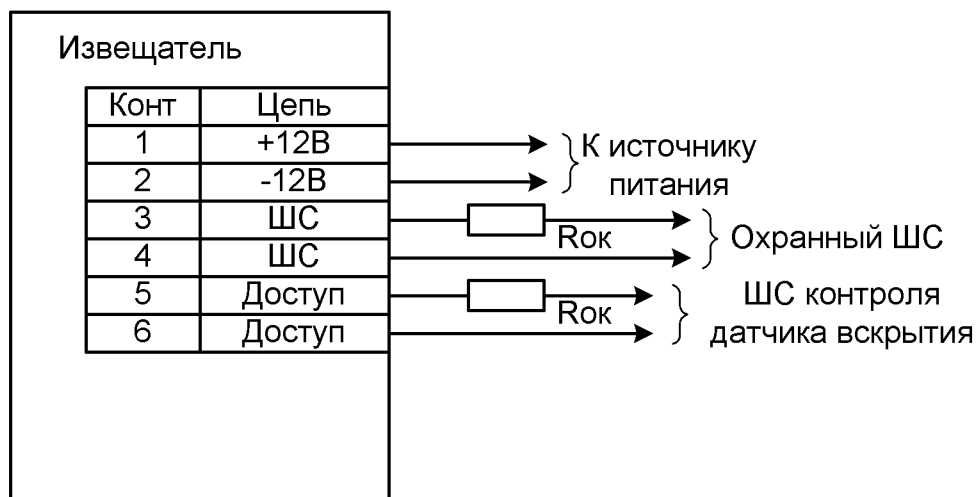 Извещатель
Конт Цепь
1 +12В
2 -12В
3 ШС
4 ШС
5 Доступ
6 Доступ
К источнику
питания
Rок
Охранный ШС
Rок
ШС контроля
датчика вскрытия